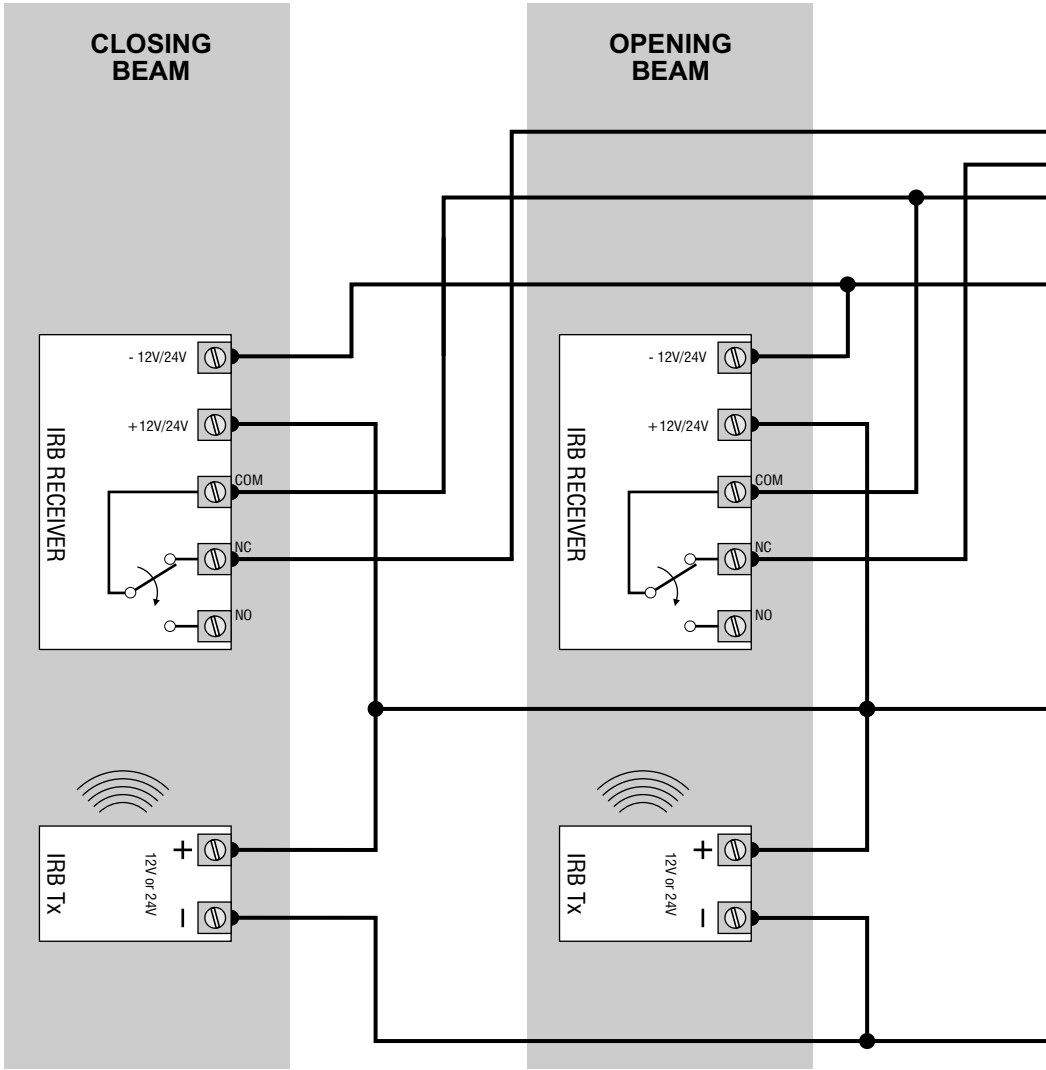 CLOSING
BEAM
OPENING
BEAM
- 12V/24V
+12V/24V
COM
NC
NO
IRB RECEIVER
- 12V/24V
+12V/24V
COM
NC
NO
IRB RECEIVER
+
12V or 24V
–
IRB Tx
+
12V or 24V
–
IRB Tx